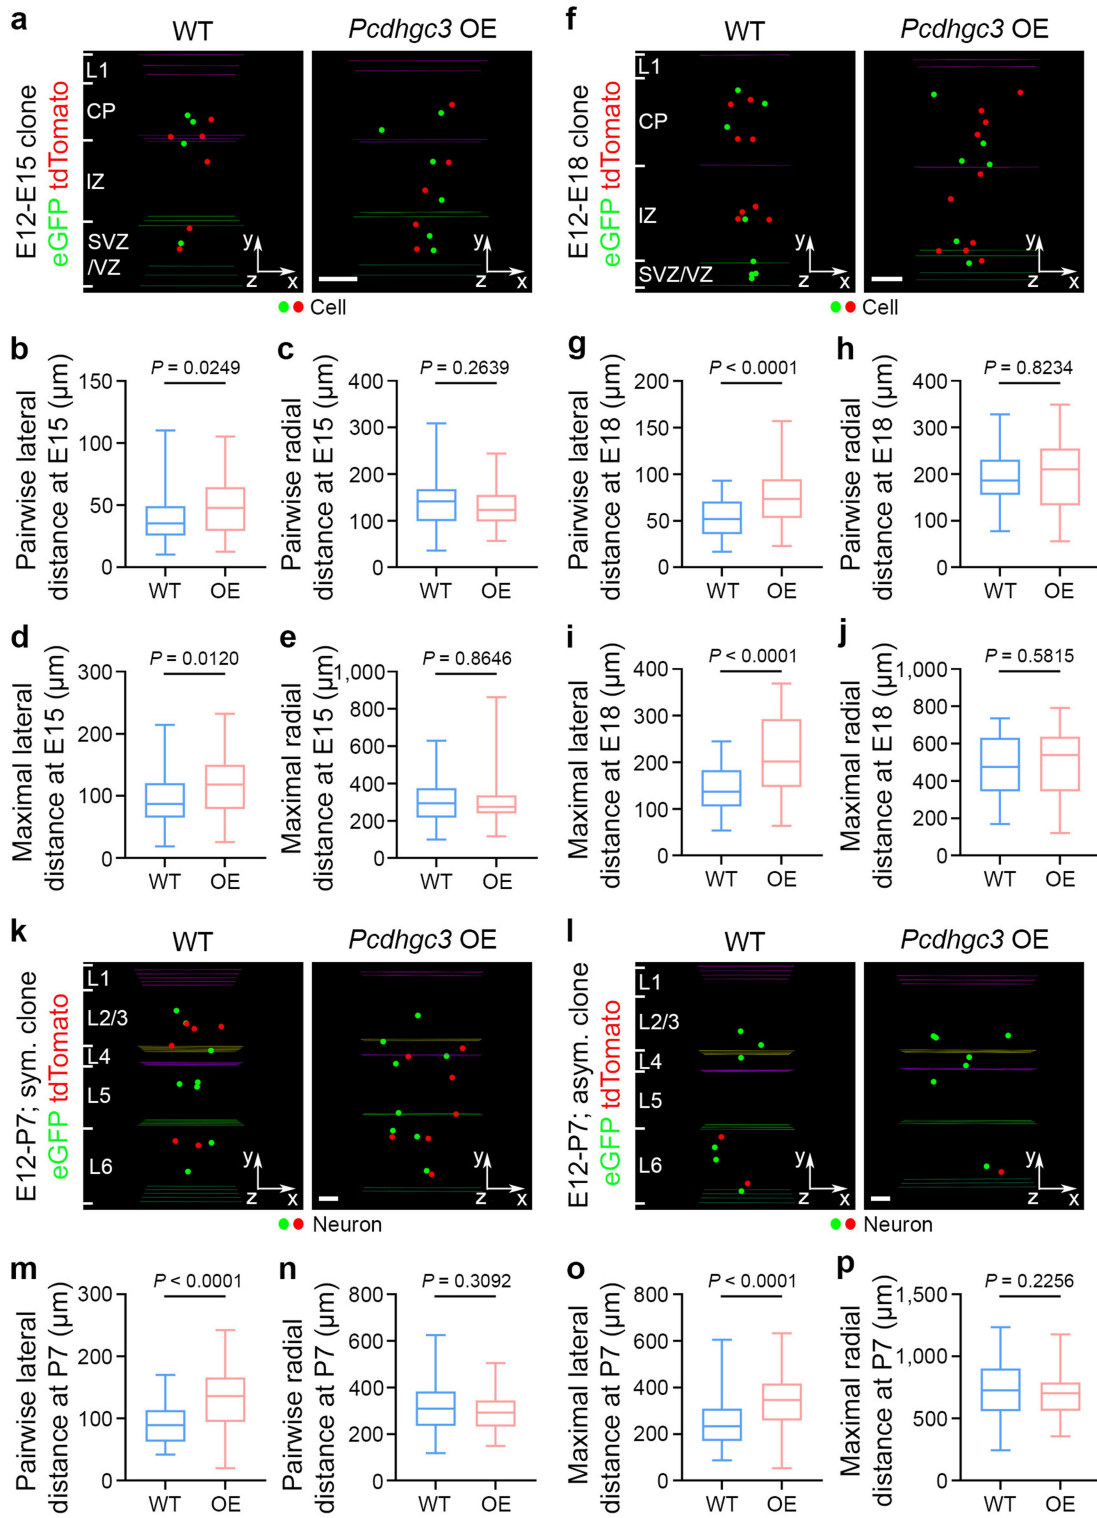 a
WT
Pcdhgc3 OE
E12-E15 clone
eGFP tdTomato
L1
CP
IZ
SVZ
/VZ
y
z
x
y
z
x
Cell
f
WT
Pcdhgc3 OE
E12-E18 clone
eGFP tdTomato
L1
CP
IZ
SVZ/VZ
y
z
x
y
z
x
Cell
b
Pairwise lateral
distance at E15 (µm)
P = 0.0249
150
100
50
0
WT
OE
c
Pairwise radial
distance at E15 (µm)
P = 0.2639
400
300
200
100
0
WT
OE
g
Pairwise lateral
distance at E18 (µm)
P < 0.0001
200
150
100
50
0
WT
OE
h
Pairwise radial
distance at E18 (µm)
P = 0.8234
400
300
200
100
0
WT
OE
d
Maximal lateral
distance at E15 (µm)
P = 0.0120
300
200
100
0
WT
OE
e
Maximal radial
distance at E15 (µm)
P = 0.8646
1,000
800
600
400
200
0
WT
OE
i
Maximal lateral
distance at E18 (µm)
P < 0.0001
400
300
200
100
0
WT
OE
j
Maximal radial
distance at E18 (µm)
P = 0.5815
1,000
800
600
400
200
0
WT
OE
k
WT
Pcdhgc3 OE
E12-P7; sym. clone
eGFP tdTomato
L1
L2/3
L4
L5
L6
y
z
x
y
z
x
Neuron
l
WT
Pcdhgc3 OE
E12-P7; asym. clone
eGFP tdTomato
L1
L2/3
L4
L5
L6
y
z
x
y
z
x
Neuron
m
Pairwise lateral
distance at P7 (µm)
P < 0.0001
300
200
100
0
WT
OE
n
Pairwise radial
distance at P7 (µm)
P = 0.3092
800
600
400
200
0
WT
OE
o
Maximal lateral
distance at P7 (µm)
P < 0.0001
800
600
400
200
0
WT
OE
p
Maximal radial
distance at P7 (µm)
P = 0.2256
1,500
1,000
500
0
WT
OE